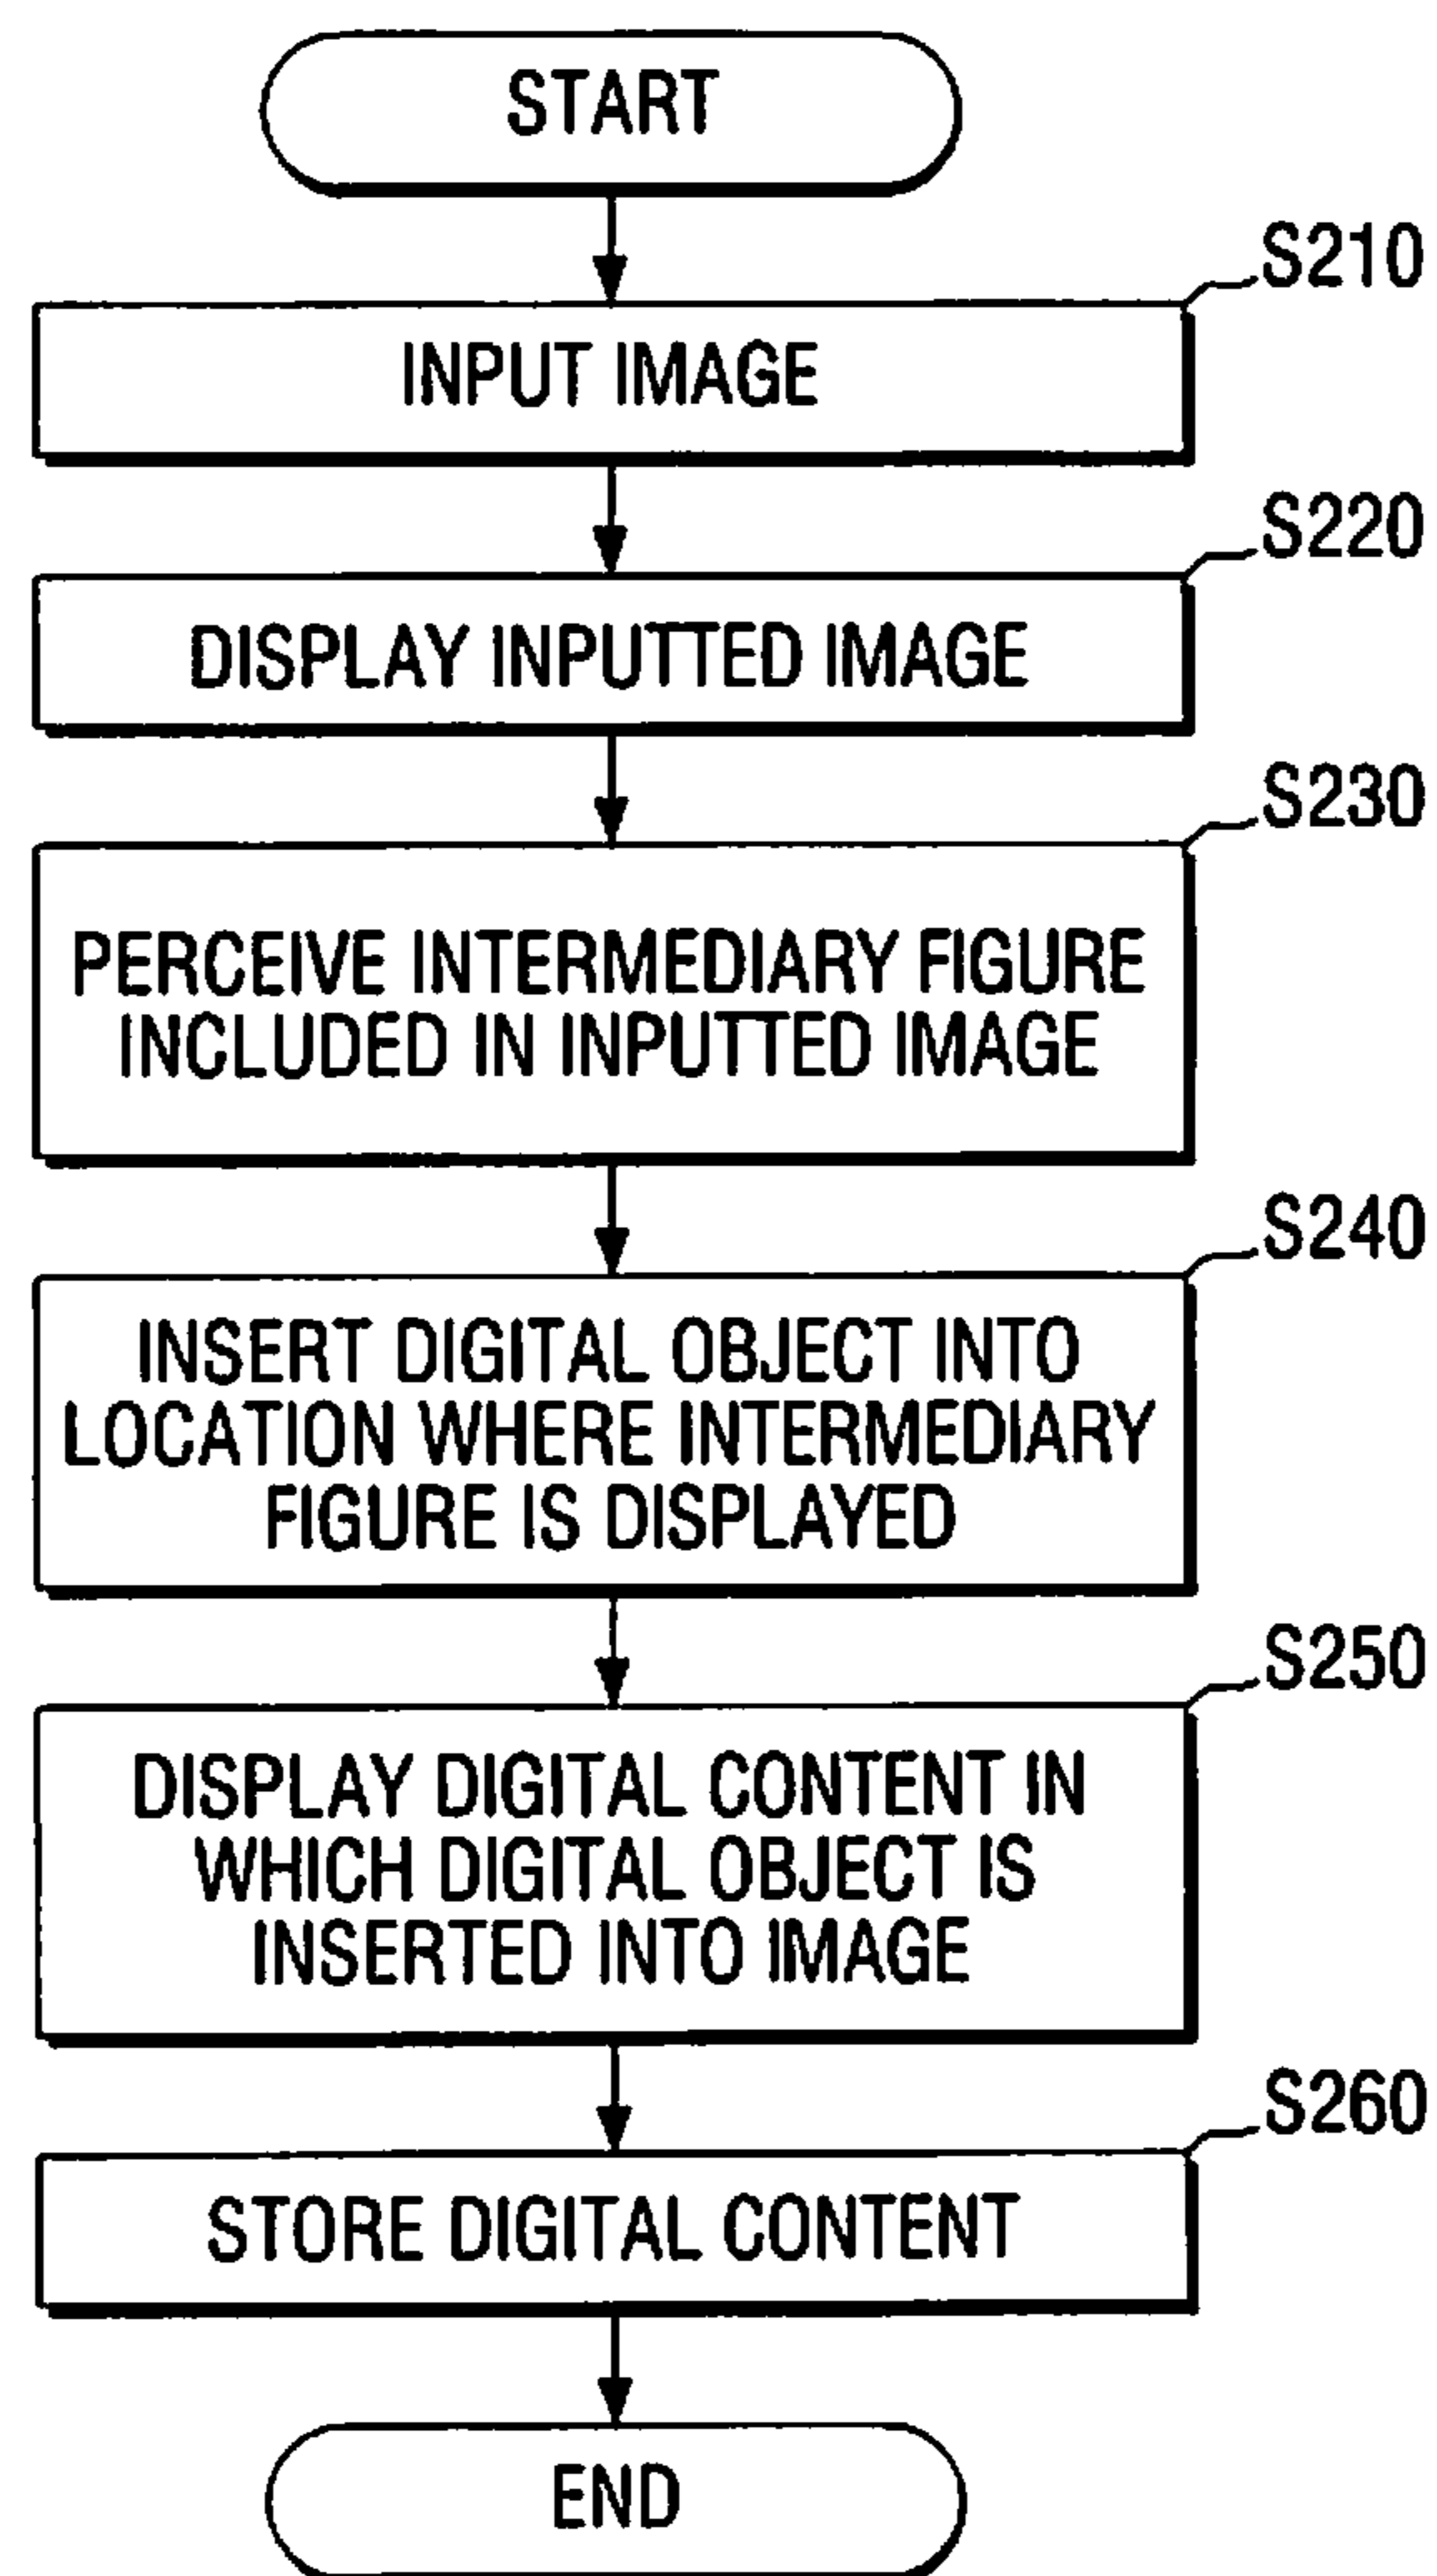 START
S210
INPUT IMAGE
S220
DISPLAY INPUTTED IMAGE
S230
PERCEIVE INTERMEDIARY FIGURE
INCLUDED IN INPUTTED IMAGE
S240
INSERT DIGITAL OBJECT INTO
LOCATION WHERE INTERMEDIARY
FIGURE IS DISPLAYED
S250
DISPLAY DIGITAL CONTENT IN
WHICH DIGITAL OBJECT IS
INSERTED INTO IMAGE
S260
STORE DIGITAL CONTENT
END